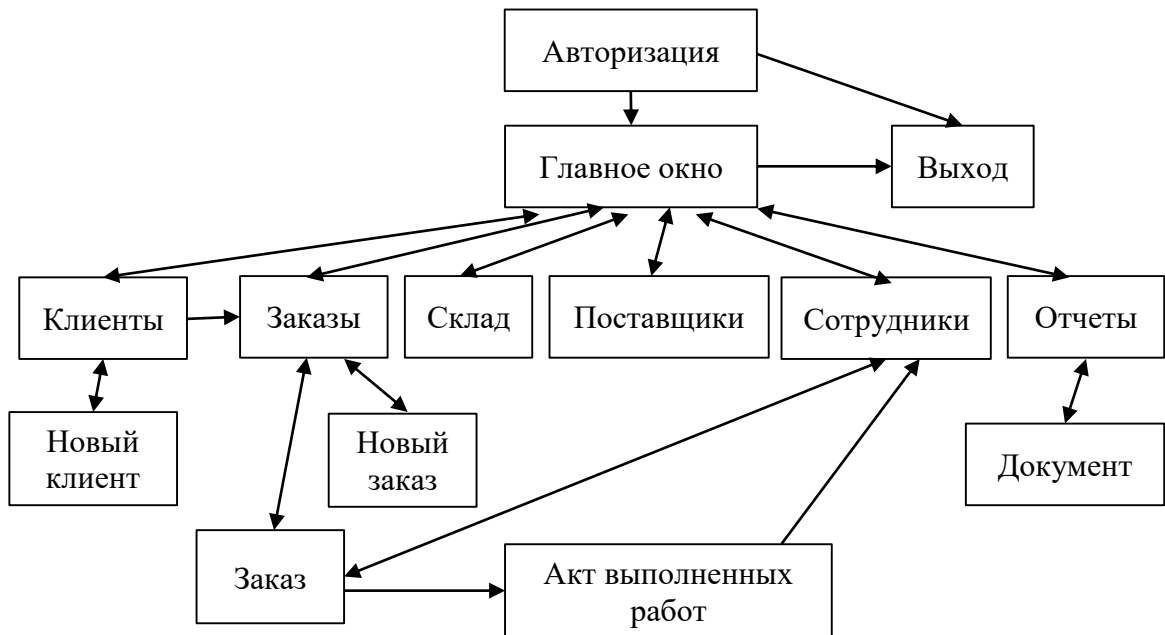 Авторизация
Главное окно
Выход
Клиенты
Заказы
Склад
Поставщики
Сотрудники
Отчеты
Новый
клиент
Новый
заказ
Документ
Заказ
Акт выполненных
работ